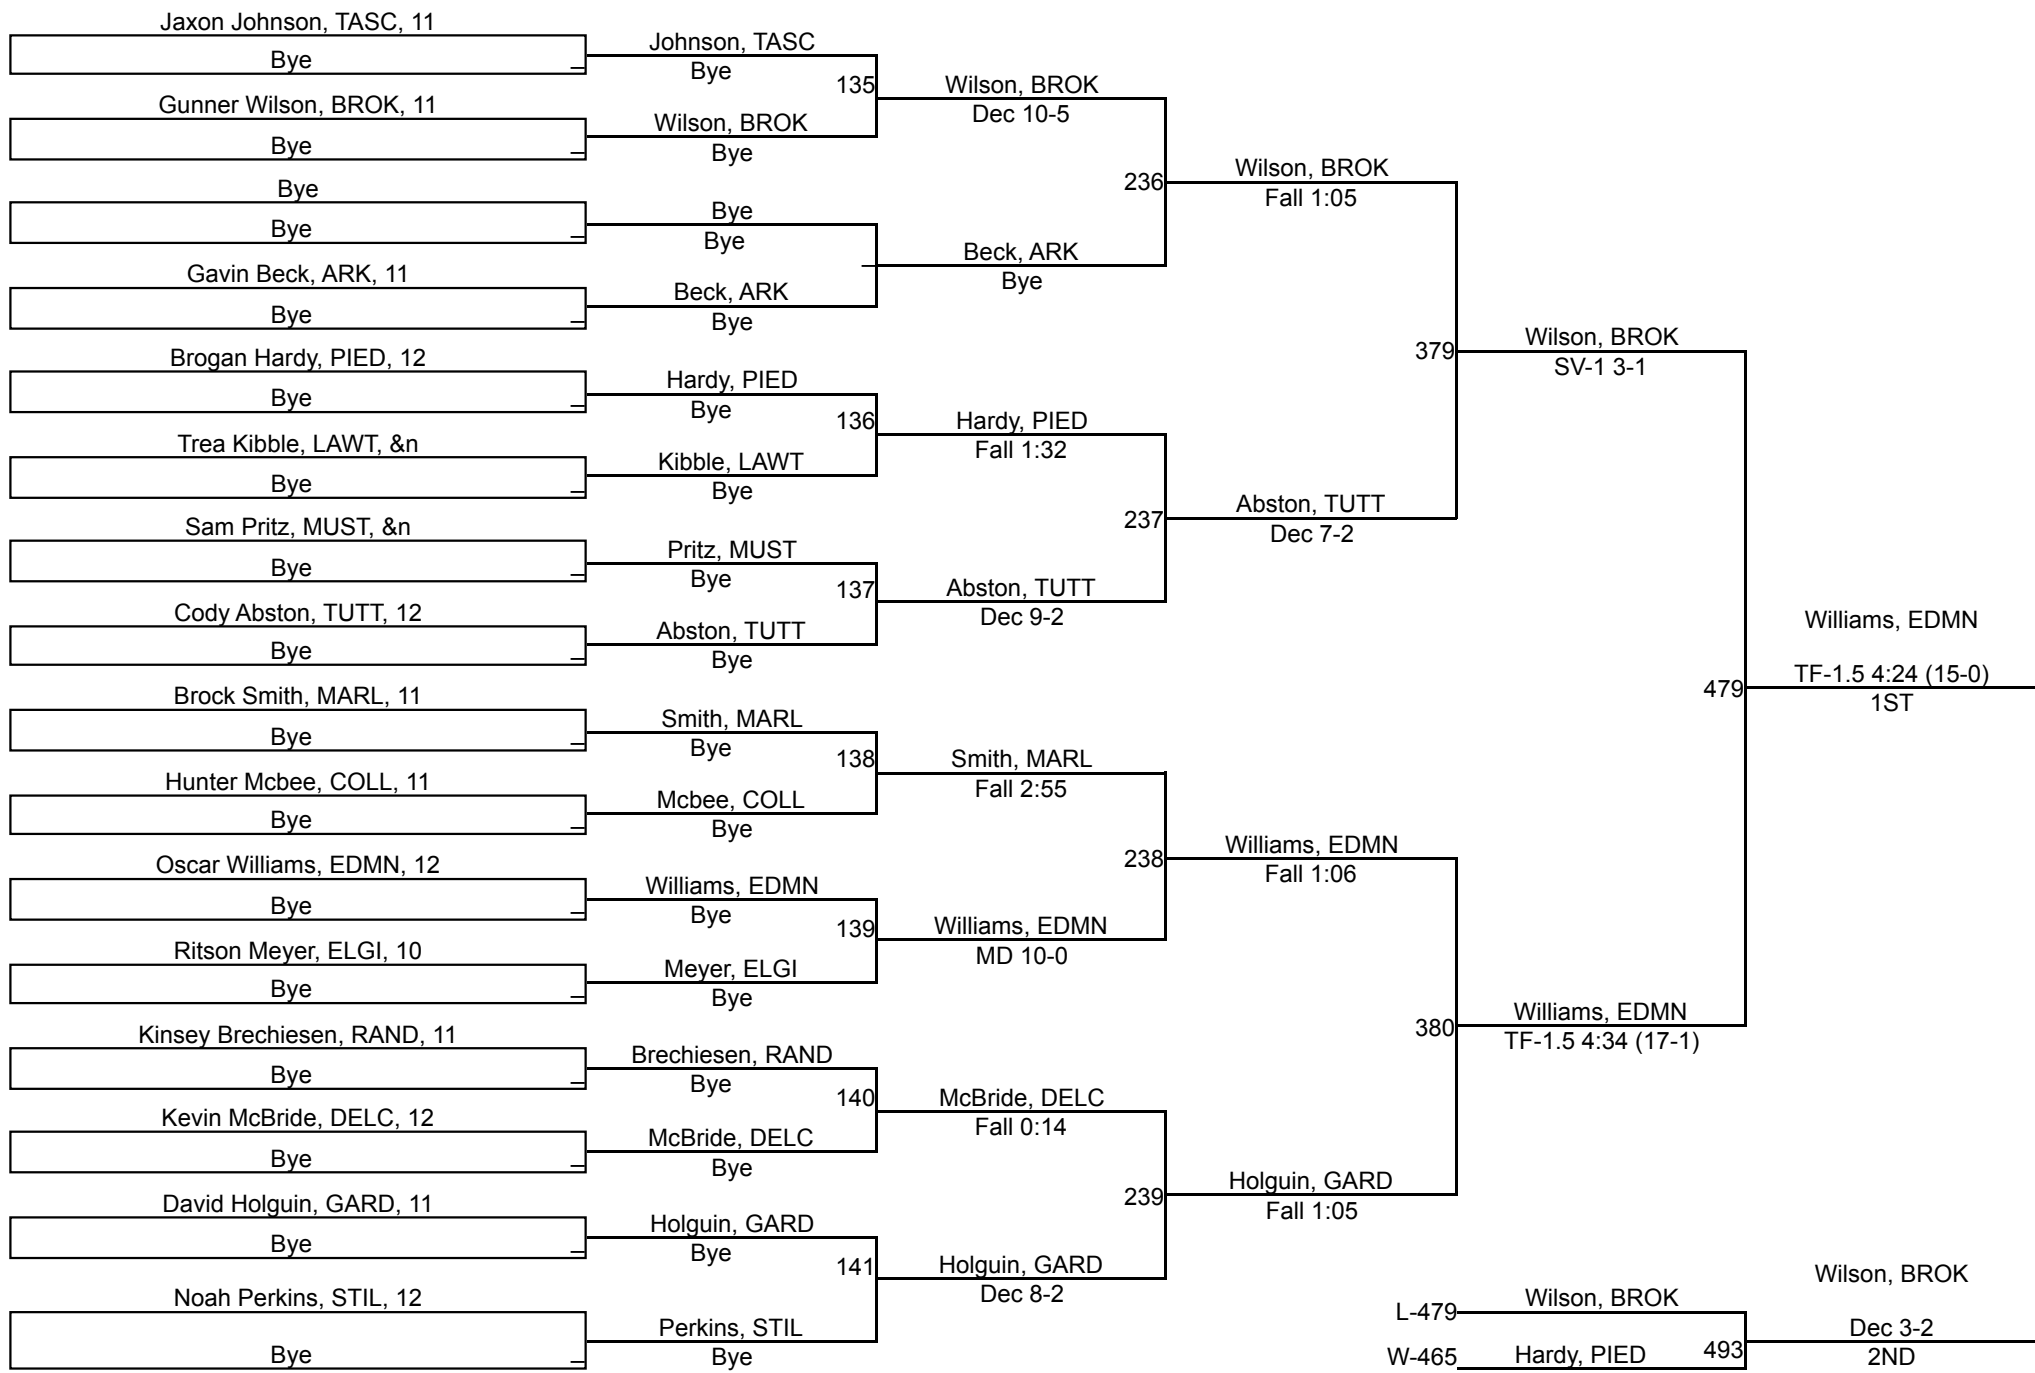 Jaxon Johnson, TASC, 11
Bye
Gunner Wilson, BROK, 11
Bye
Bye
Bye
Gavin Beck, ARK, 11
Bye
Brogan Hardy, PIED, 12
Bye
Trea Kibble, LAWT, &n
Bye
Sam Pritz, MUST, &n
Bye
Cody Abston, TUTT, 12
Bye
Brock Smith, MARL, 11
Bye
Hunter Mcbee, COLL, 11
Bye
Oscar Williams, EDMN, 12
Bye
Ritson Meyer, ELGI, 10
Bye
Kinsey Brechiesen, RAND, 11
Bye
Kevin McBride, DELC, 12
Bye
David Holguin, GARD, 11
Bye
Noah Perkins, STIL, 12
Bye
Johnson, TASC
Bye
135
Wilson, BROK
Bye
Bye
Bye
Beck, ARK
Bye
Hardy, PIED
Bye
136
Kibble, LAWT
Bye
Pritz, MUST
Bye
137
Abston, TUTT
Bye
Smith, MARL
Bye
138
Mcbee, COLL
Bye
Williams, EDMN
Bye
139
Meyer, ELGI
Bye
Brechiesen, RAND
Bye
140
McBride, DELC
Bye
Holguin, GARD
Bye
141
Perkins, STIL
Bye
Wilson, BROK
Dec 10-5
236
Beck, ARK
Bye
Hardy, PIED
Fall 1:32
237
Abston, TUTT
Dec 9-2
Smith, MARL
Fall 2:55
238
Williams, EDMN
MD 10-0
McBride, DELC
Fall 0:14
239
Holguin, GARD
Dec 8-2
Wilson, BROK
Fall 1:05
379
Abston, TUTT
Dec 7-2
Williams, EDMN
Fall 1:06
380
Holguin, GARD
Fall 1:05
Wilson, BROK
SV-1 3-1
479
Williams, EDMN
TF-1.5 4:34 (17-1)
Williams, EDMN
TF-1.5 4:24 (15-0)
1ST
L-479
Wilson, BROK
W-465
Hardy, PIED
493
Wilson, BROK
Dec 3-2
2ND